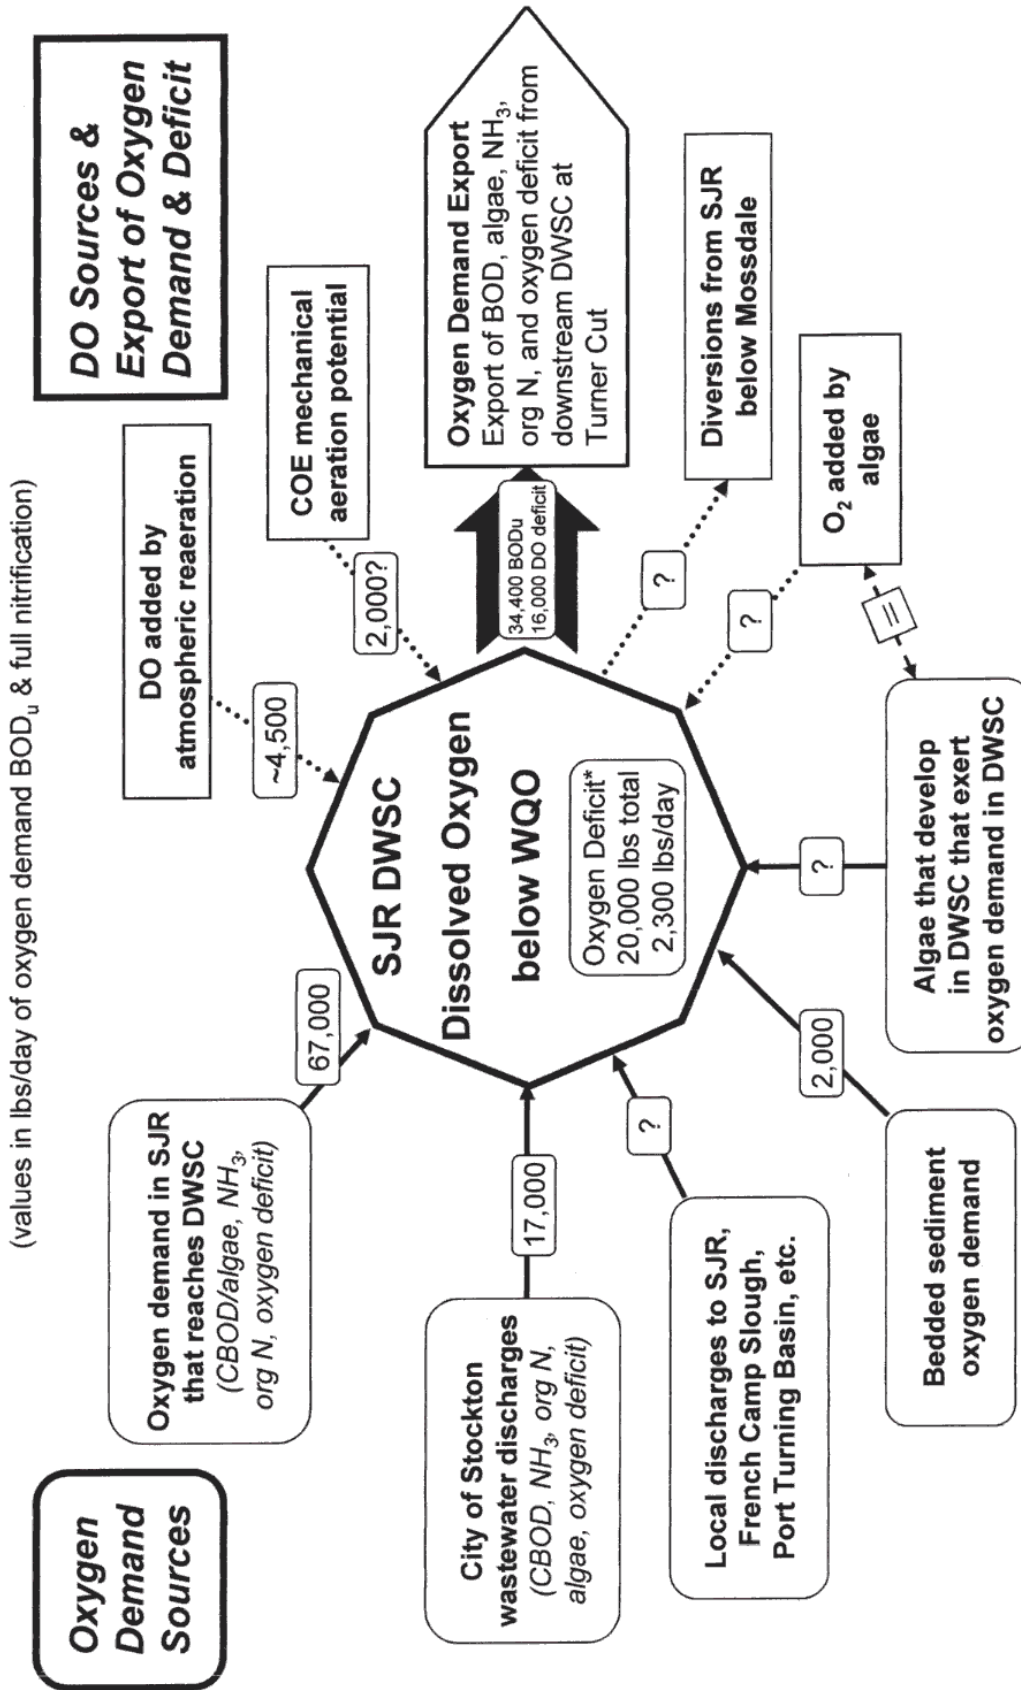 (values in lbs/day of oxygen demand BODu & full nitrification)
Oxygen
Demand
Sources
DO Sources &
Export of Oxygen
Demand & Deficit
Oxygen demand in SJR
that reaches DWSC
(CBOD/algae, NH3,
org N, oxygen deficit)
67,000
City of Stockton
wastewater discharges
(CBOD, NH3, org N,
algae, oxygen deficit)
17,000
Local discharges to SJR,
French Camp Slough,
Port Turning Basin, etc.
?
Bedded sediment
oxygen demand
2,000
Algae that develop
in DWSC that exert
oxygen demand in DWSC
?
=
SJR DWSC
Dissolved Oxygen
below WQO
Oxygen Deficit*
20,000 lbs total
2,300 lbs/day
DO added by
atmospheric reaeration
~4,500
COE mechanical
aeration potential
2,000?
34,400 BODu
16,000 DO deficit
Oxygen Demand Export
Export of BOD, algae, NH3,
org N, and oxygen deficit from
downstream DWSC at
Turner Cut
?
Diversions from SJR
below Mossdale
?
O2 added by
algae